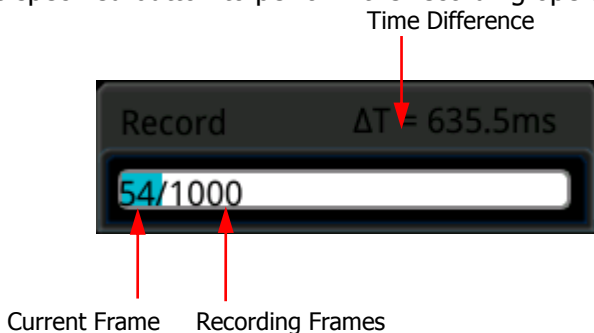 Time Difference
Record ΔT = 635.5ms
54/1000
Current Frame Recording Frames